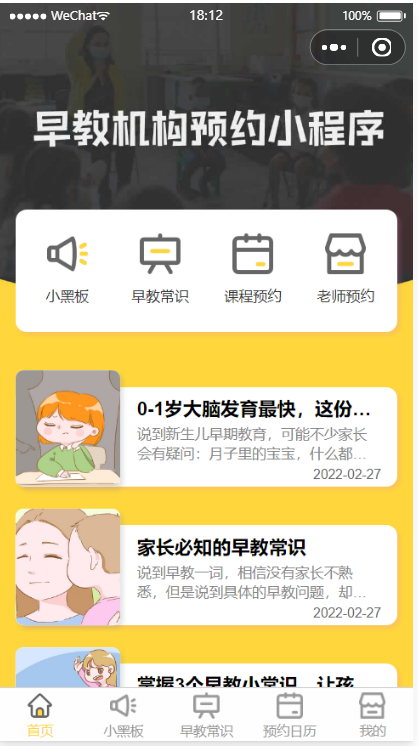 ●●●●● WeChat 18:12 100%
早教机构预约小程序
小黑板 早教常识 课程预约 老师预约
0-1岁大脑发育最快，这份...
说到新生儿早期教育，可能不少家长
会有疑问：月子里的宝宝，什么都...
2022-02-27
家长必知的早教常识
说到早教一词，相信没有家长不熟
悉，但是说到具体的早教问题，却...
2022-02-27
掌握3个早教小常识，让孩
首页 小黑板 早教常识 预约日历 我的